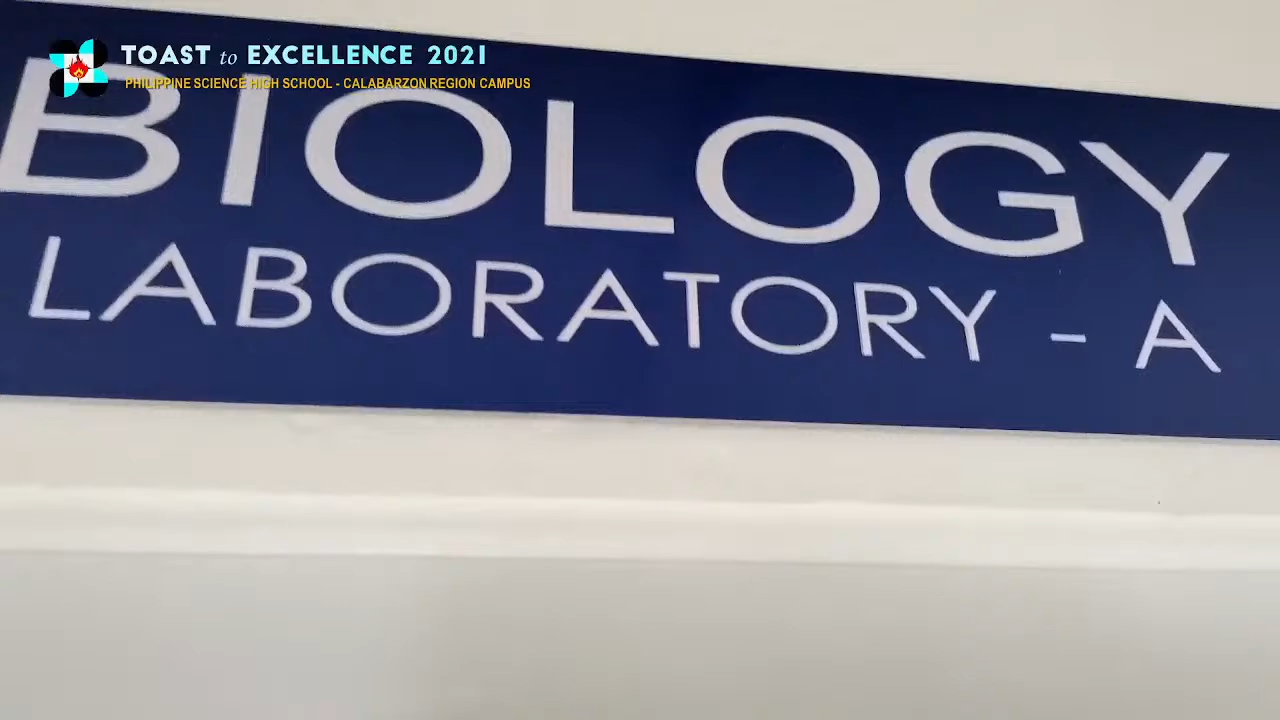 TOAST to EXCELLENCE 2021
PHILIPPINE SCIENCE HIGH SCHOOL - CALABARZON REGION CAMPUS
BIOLOGY
LABORATORY - A